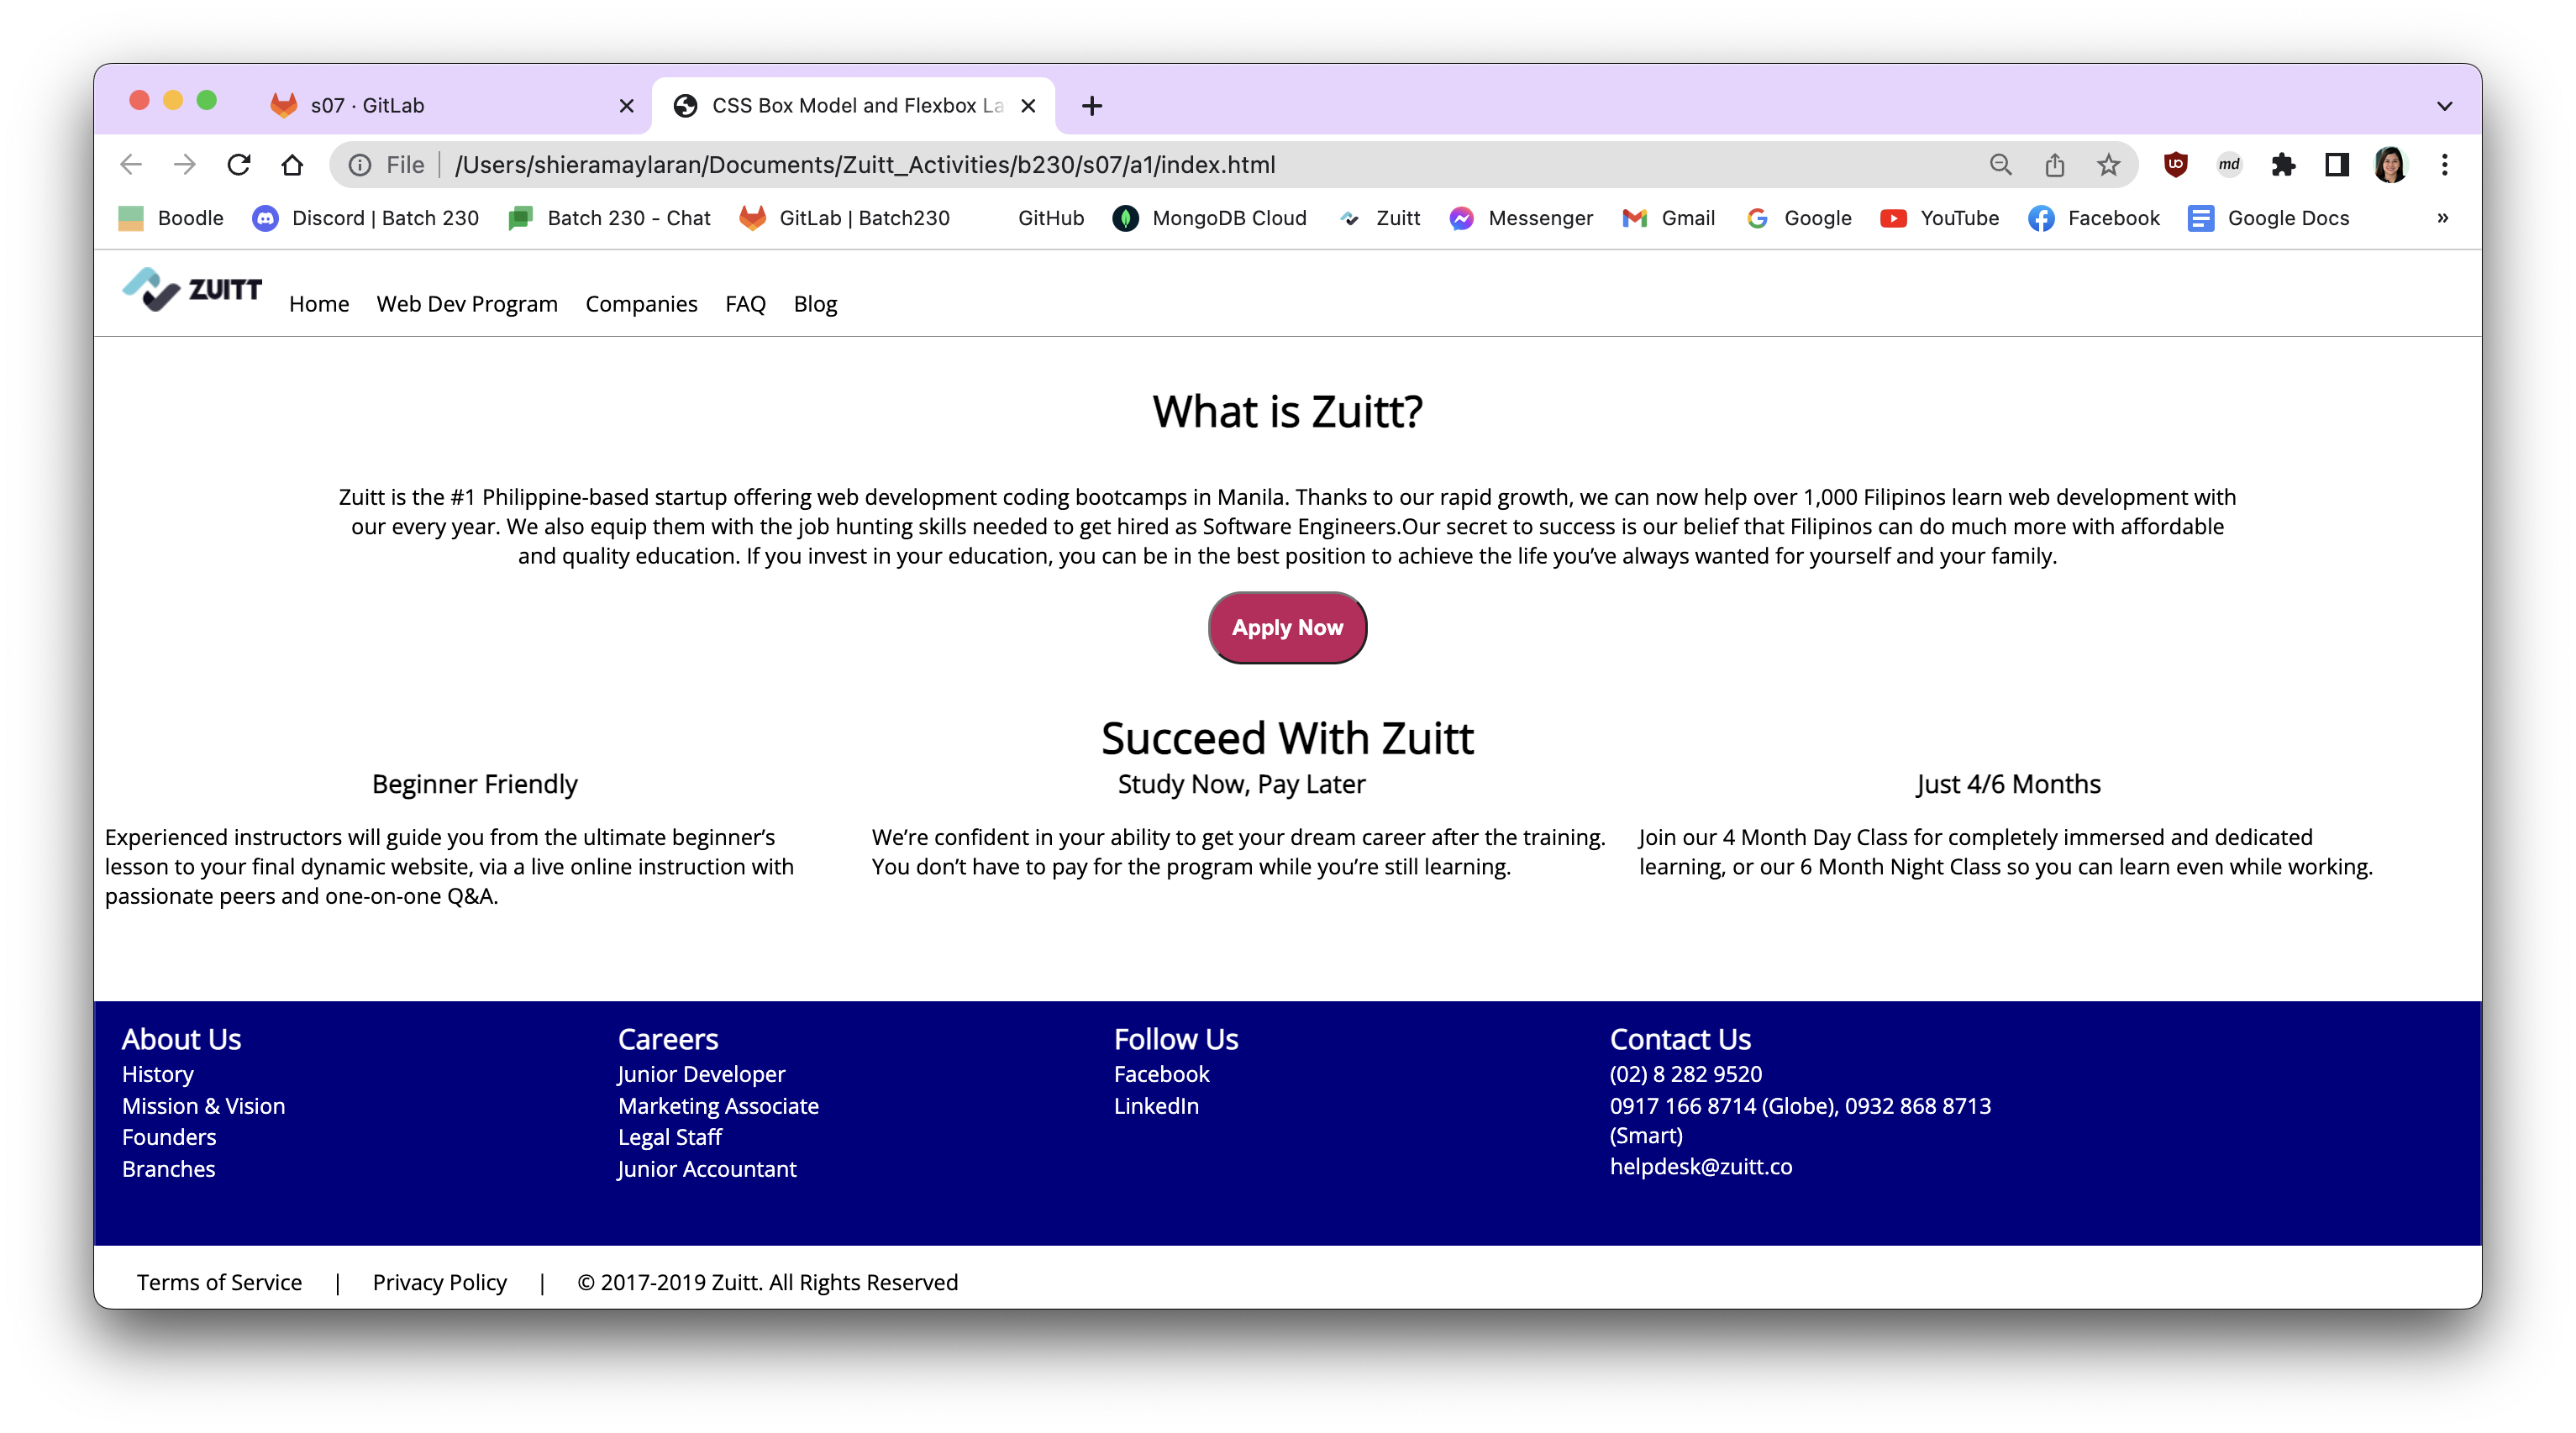 s07 · GitLab
CSS Box Model and Flexbox La
File /Users/shieramaylaran/Documents/Zuitt_Activities/b230/s07/a1/index.html
UD
md
Boodle Discord | Batch 230 Batch 230 - Chat GitLab | Batch230 GitHub MongoDB Cloud Zuitt Messenger Gmail Google YouTube Facebook Google Docs »
ZUITT Home Web Dev Program Companies FAQ Blog
What is Zuitt?
Zuitt is the #1 Philippine-based startup offering web development coding bootcamps in Manila. Thanks to our rapid growth, we can now help over 1,000 Filipinos learn web development with
our every year. We also equip them with the job hunting skills needed to get hired as Software Engineers.Our secret to success is our belief that Filipinos can do much more with affordable
and quality education. If you invest in your education, you can be in the best position to achieve the life you’ve always wanted for yourself and your family.
Apply Now
Succeed With Zuitt
Beginner Friendly
Experienced instructors will guide you from the ultimate beginner’s
lesson to your final dynamic website, via a live online instruction with
passionate peers and one-on-one Q&A.
Study Now, Pay Later
We’re confident in your ability to get your dream career after the training.
You don’t have to pay for the program while you’re still learning.
Just 4/6 Months
Join our 4 Month Day Class for completely immersed and dedicated
learning, or our 6 Month Night Class so you can learn even while working.
About Us
History
Mission & Vision
Founders
Branches
Careers
Junior Developer
Marketing Associate
Legal Staff
Junior Accountant
Follow Us
Facebook
LinkedIn
Contact Us
(02) 8 282 9520
0917 166 8714 (Globe), 0932 868 8713
(Smart)
helpdesk@zuitt.co
Terms of Service | Privacy Policy | © 2017-2019 Zuitt. All Rights Reserved